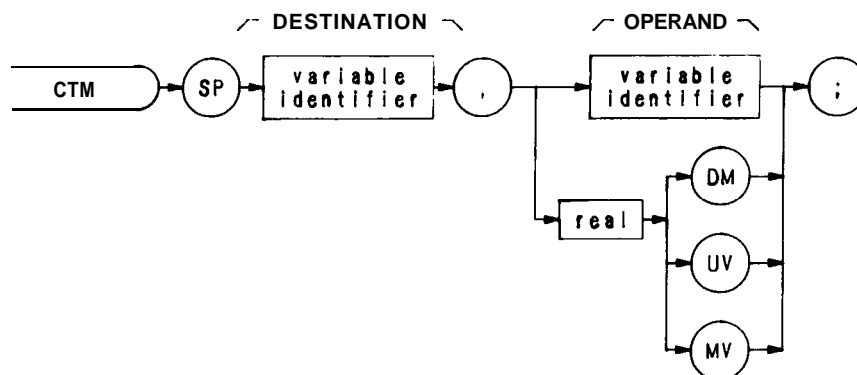 DESTINATION OPERAND
CTM SP variable identifier , variable identifier ;
real DM
UV
MV